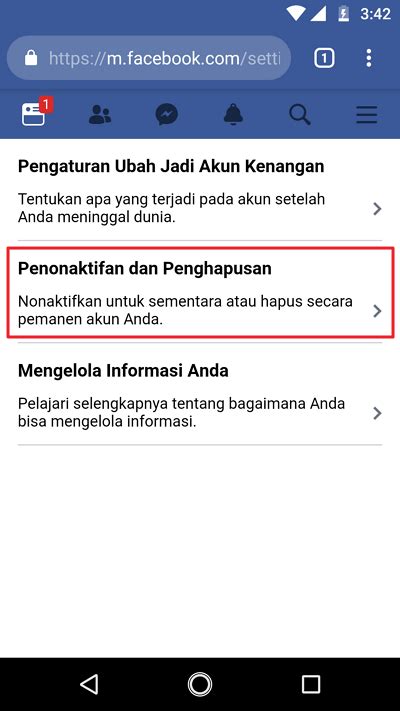 3:42
https://m.facebook.com/setti
1
1
Pengaturan Ubah Jadi Akun Kenangan
Tentukan apa yang terjadi pada akun setelah
Anda meninggal dunia.
Penonaktifan dan Penghapusan
Nonaktifkan untuk sementara atau hapus secara
pemanen akun Anda.
Mengelola Informasi Anda
Pelajari selengkapnya tentang bagaimana Anda
bisa mengelola informasi.